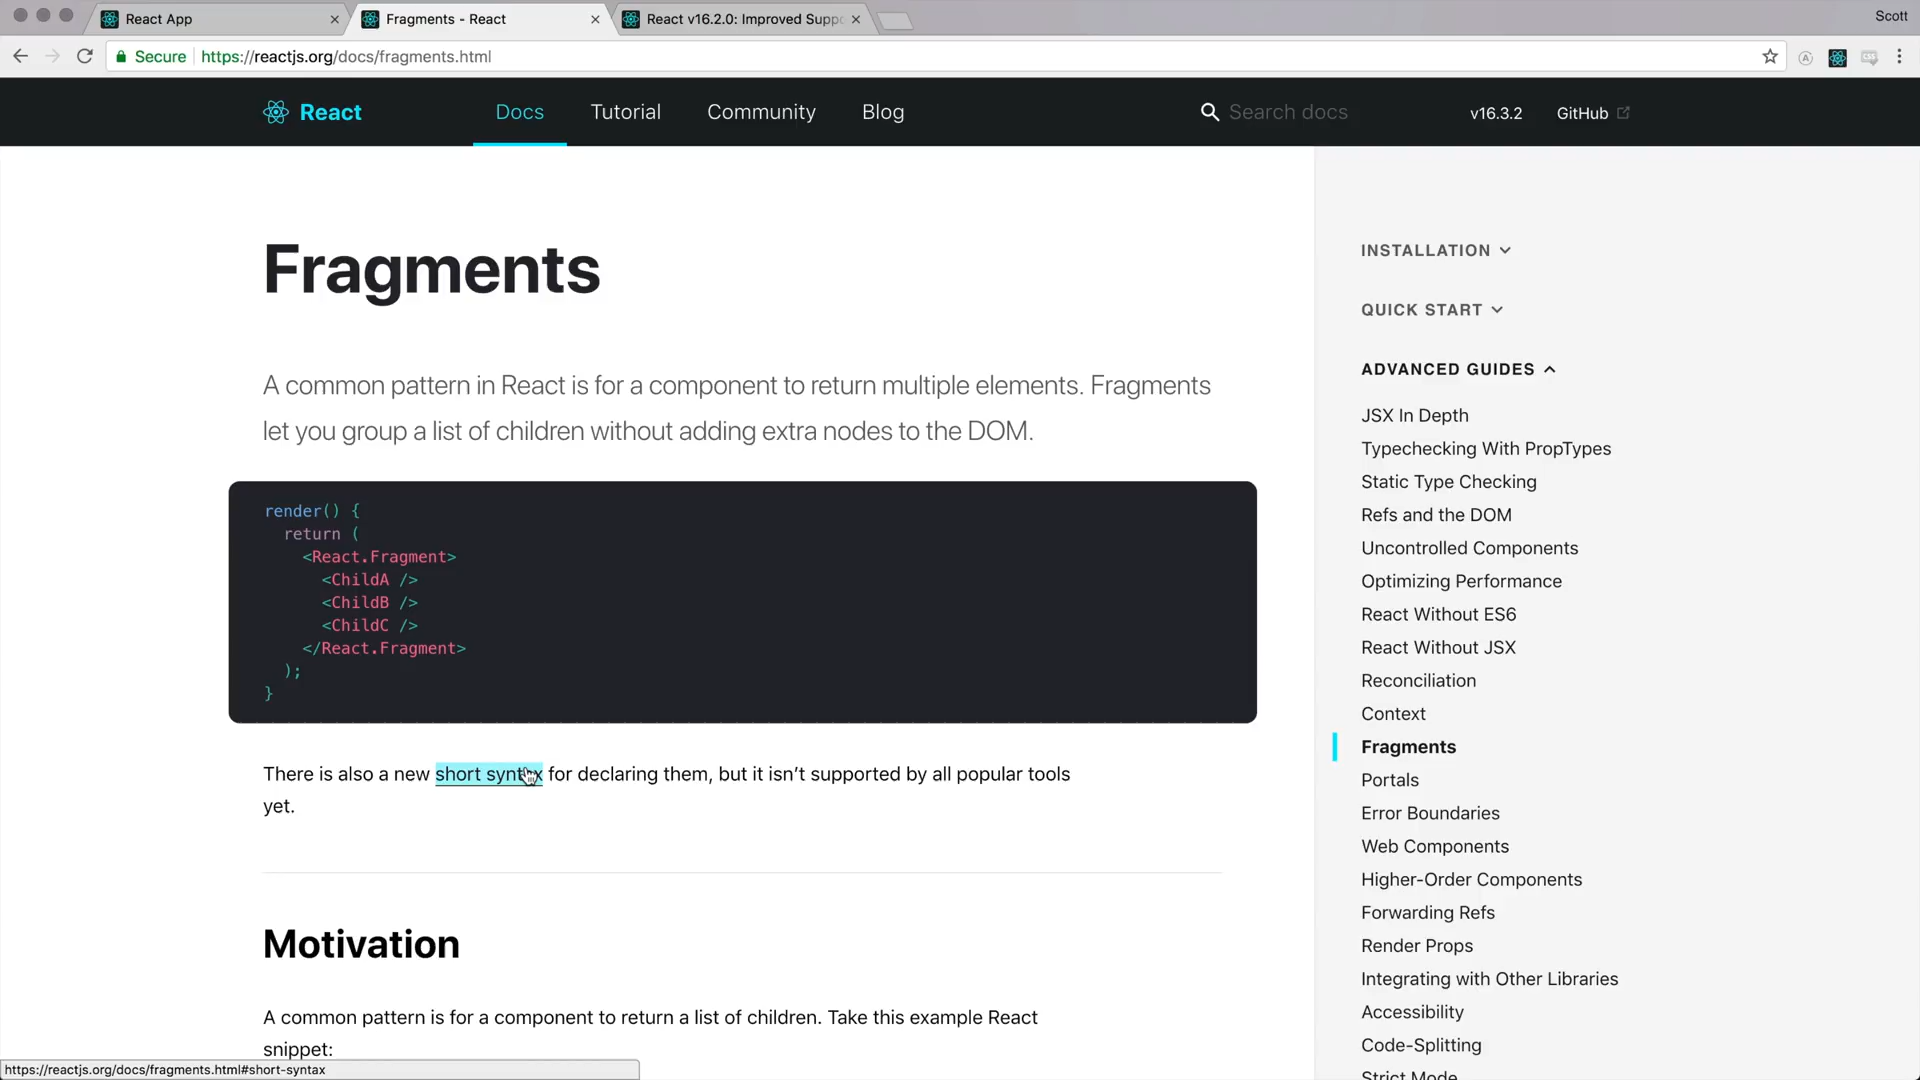 React App
Fragments - React
React v16.2.0: Improved Suppo
Scott
Secure https://reactjs.org/docs/fragments.html
React
Docs
Tutorial
Community
Blog
Search docs
v16.3.2
GitHub
Fragments
A common pattern in React is for a component to return multiple elements. Fragments
let you group a list of children without adding extra nodes to the DOM.
render() {
return (
<React.Fragment>
<ChildA />
<ChildB />
<ChildC />
</React.Fragment>
);
}
There is also a new short syntax for declaring them, but it isn't supported by all popular tools
yet.
Motivation
A common pattern is for a component to return a list of children. Take this example React
snippet:
https://reactjs.org/docs/fragments.html#short-syntax
INSTALLATION
QUICK START
ADVANCED GUIDES
JSX In Depth
Typechecking With PropTypes
Static Type Checking
Refs and the DOM
Uncontrolled Components
Optimizing Performance
React Without ES6
React Without JSX
Reconciliation
Context
Fragments
Portals
Error Boundaries
Web Components
Higher-Order Components
Forwarding Refs
Render Props
Integrating with Other Libraries
Accessibility
Code-Splitting
Strict Mode